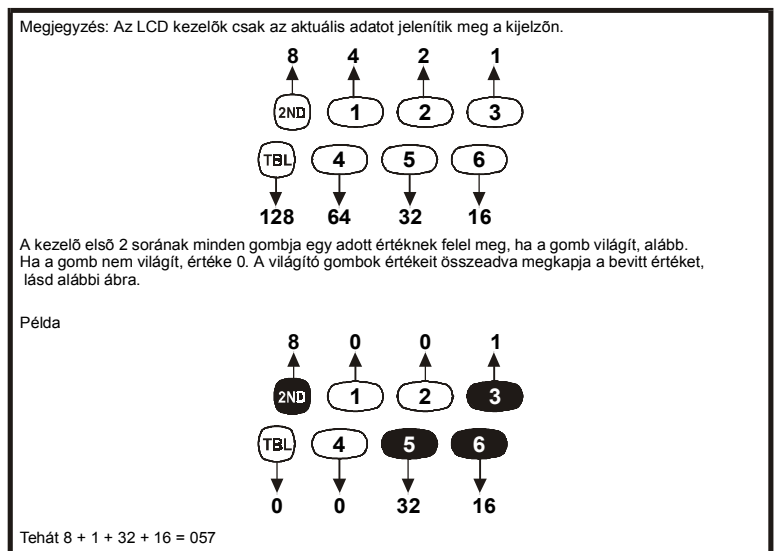 Megjegyzés: Az LCD kezelõk csak az aktuális adatot jelenítik meg a kijelzõn.
8 4 2 1
2ND 1 2 3
TBL 4 5 6
128 64 32 16
A kezelõ elsõ 2 sorának minden gombja egy adott értéknek felel meg, ha a gomb világít, alább.
Ha a gomb nem világít, értéke 0. A világító gombok értékeit összeadva megkapja a bevitt értéket,
lásd alábbi ábra.
Példa
8 0 0 1
2ND 1 2 3
TBL 4 5 6
0 0 32 16
Tehát 8 + 1 + 32 + 16 = 057